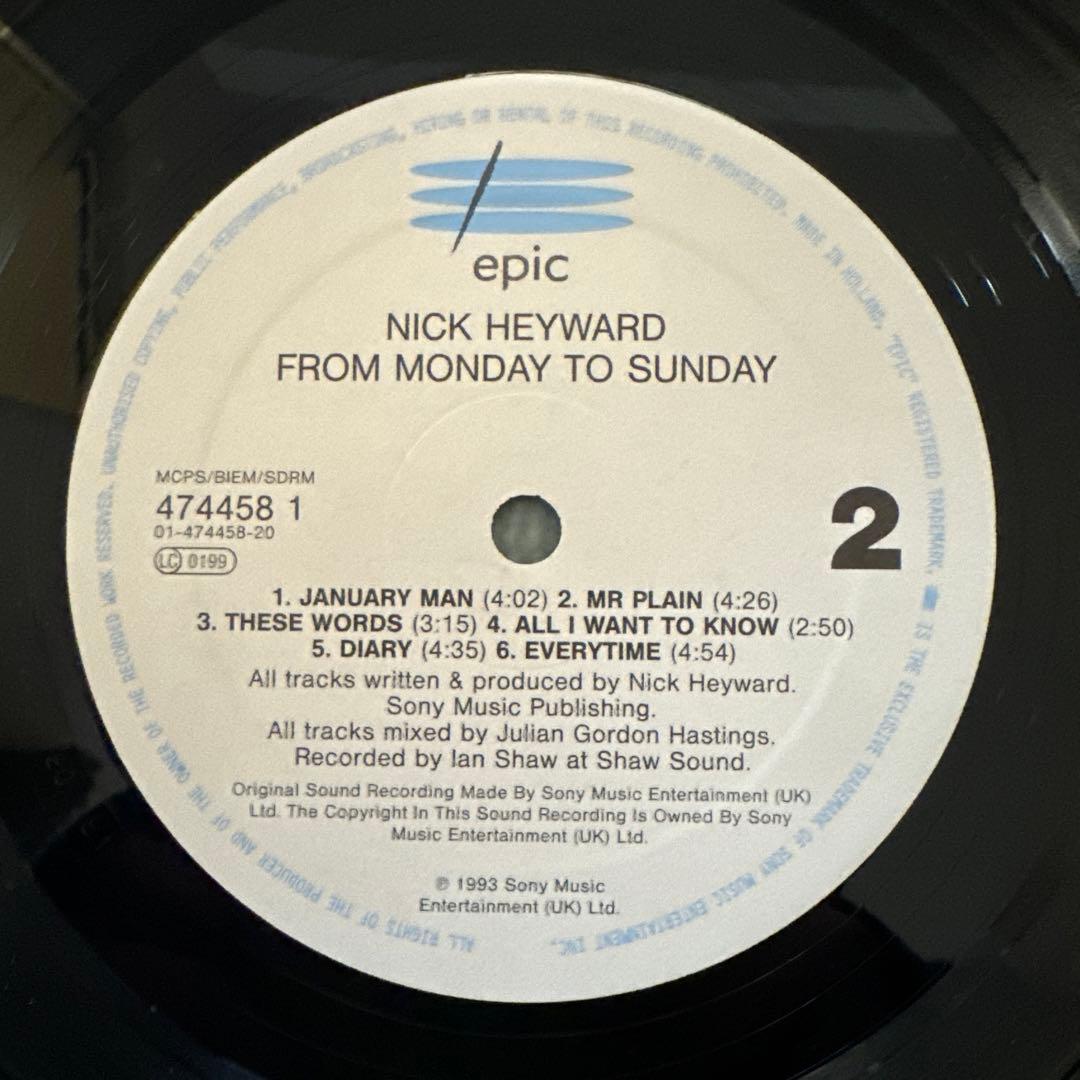 epic
NICK HEYWARD
FROM MONDAY TO SUNDAY
MCPS/BIEM/SDRM
474458 1
01-474458-20
LC 0199
2
1. JANUARY MAN (4:02) 2. MR PLAIN (4:26)
3. THESE WORDS (3:15) 4. ALL I WANT TO KNOW (2:50)
5. DIARY (4:35) 6. EVERYTIME (4:54)
All tracks written & produced by Nick Heyward.
Sony Music Publishing.
All tracks mixed by Julian Gordon Hastings.
Recorded by Ian Shaw at Shaw Sound.
Original Sound Recording Made By Sony Music Entertainment (UK)
Ltd. The Copyright In This Sound Recording Is Owned By Sony
Music Entertainment (UK) Ltd.
℗ 1993 Sony Music
Entertainment (UK) Ltd.
ALL RIGHTS OF THE PRODUCER AND OF THE OWNER OF THE RECORDED WORK RESERVED. UNAUTHORISED COPYING, PUBLIC PERFORMANCE, BROADCASTING, HIRING OR RENTAL OF THIS RECORDING PROHIBITED. MADE IN HOLLAND. "EPIC" REGISTERED TRADEMARK. IS THE EXCLUSIVE TRADEMARK OF SONY MUSIC ENTERTAINMENT INC.